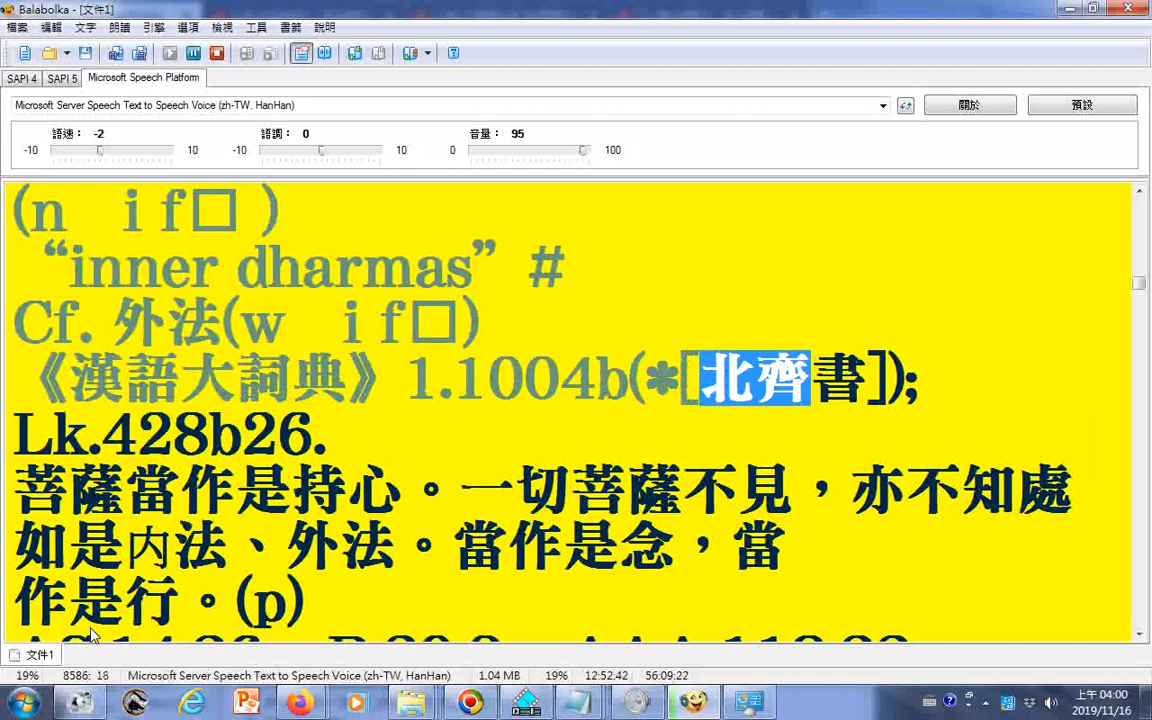 Balabolka - [文件1]
檔案 編輯 文字 朗讀 引擎 選項 檢視 工具 書籤 說明
SAPI 4 SAPI 5 Microsoft Speech Platform
Microsoft Server Speech Text to Speech Voice (zh-TW, HanHan) 關於 預設
語速： -2 語調： 0 音量： 95
-10 10 -10 10 0 100
(n i f□ )
“inner dharmas” #
Cf. 外法(w i f□)
《漢語大詞典》 1.1004b(*[北齊書]);
Lk.428b26.
菩薩當作是持心。一切菩薩不見，亦不知處
如是内法、外法。當作是念，當
作是行。(p)
文件1
19% 8586: 18 Microsoft Server Speech Text to Speech Voice (zh-TW, HanHan) 1.04 MB 19% 12:52:42 56:09:22
上午 04:00
2019/11/16